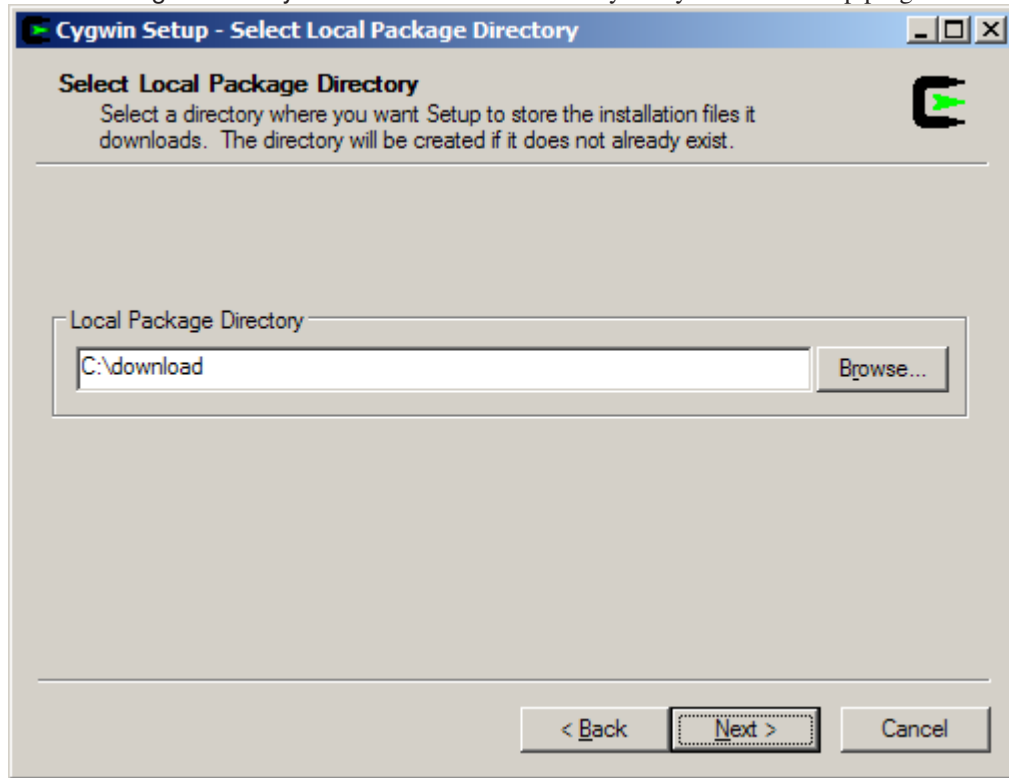 Cygwin Setup - Select Local Package Directory
Select Local Package Directory
Select a directory where you want Setup to store the installation files it
downloads. The directory will be created if it does not already exist.
Local Package Directory
C:\download
Browse...
< Back
Next >
Cancel